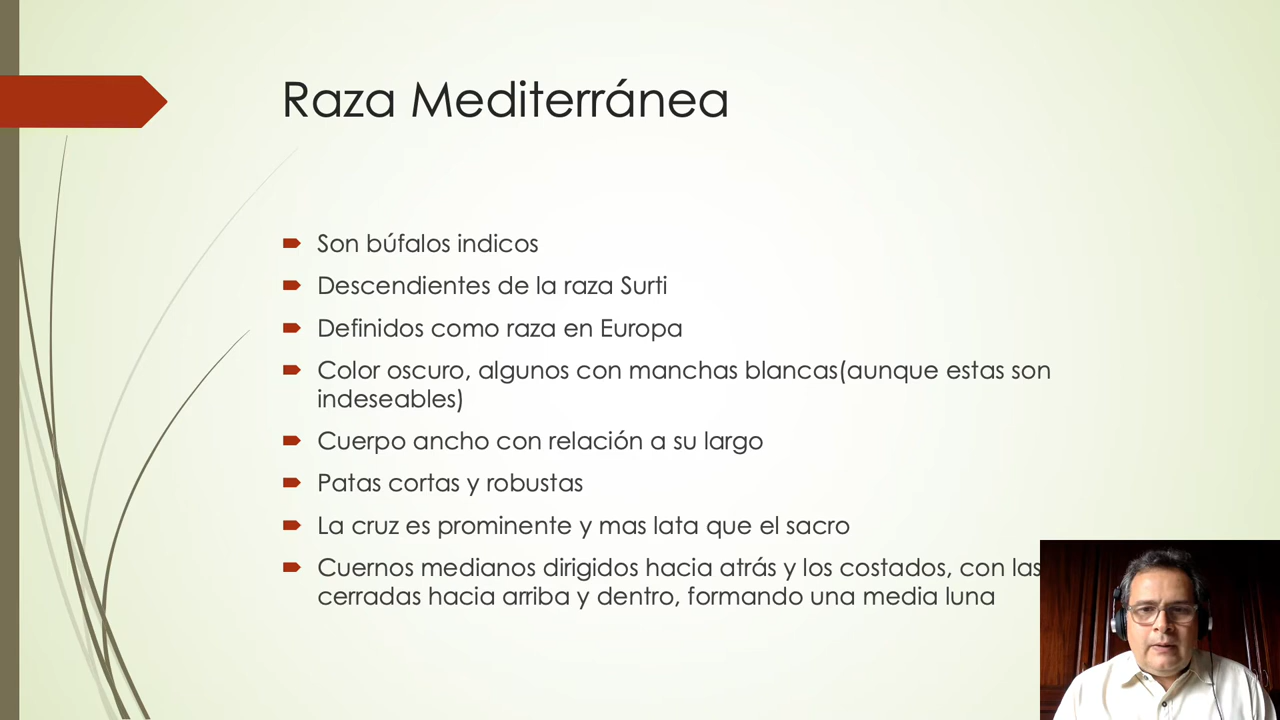 Raza Mediterránea
Son búfalos indicos
Descendientes de la raza Surti
Definidos como raza en Europa
Color oscuro, algunos con manchas blancas(aunque estas son
indeseables)
Cuerpo ancho con relación a su largo
Patas cortas y robustas
La cruz es prominente y mas lata que el sacro
Cuernos medianos dirigidos hacia atrás y los costados, con las
cerradas hacia arriba y dentro, formando una media luna